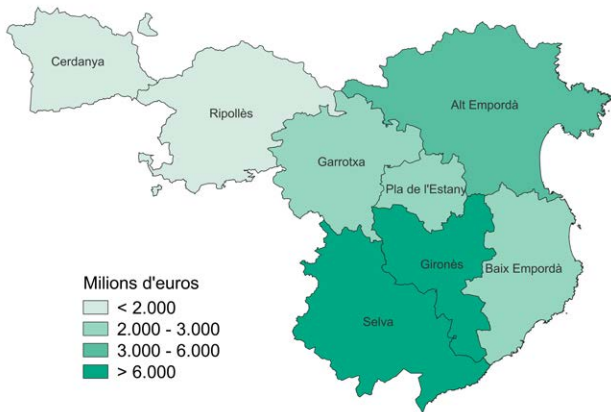 Cerdanya
Ripollès
Alt Empordà
Garrotxa
Pla de l'Estany
Gironès
Baix Empordà
Selva
Milions d'euros
< 2.000
2.000 - 3.000
3.000 - 6.000
> 6.000